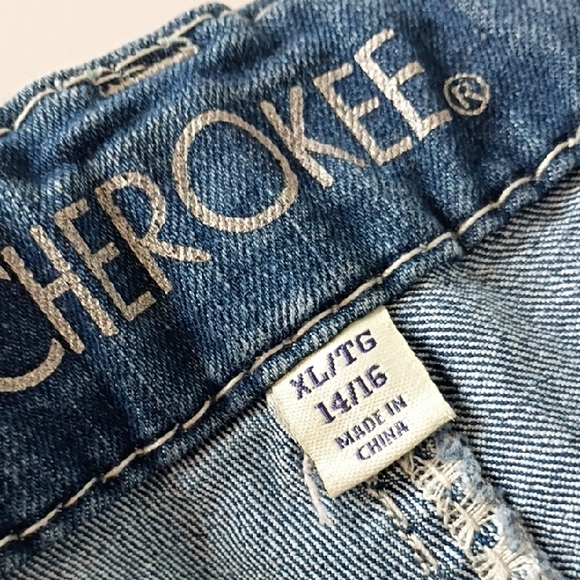 CHEROKEE®
XL/TG
14/16
MADE IN
CHINA